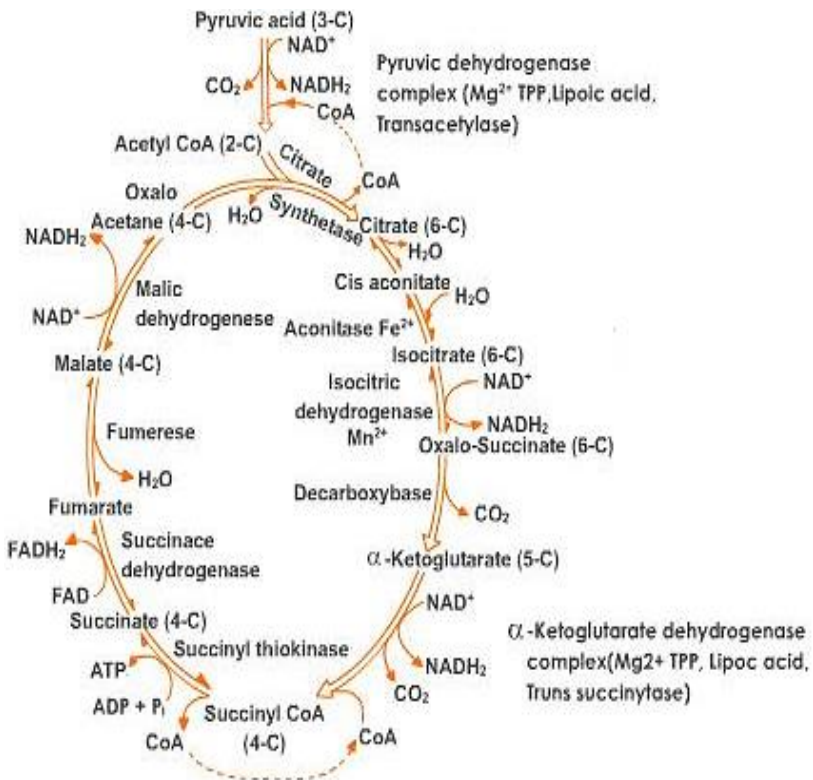 Pyruvic acid (3-C)
NAD⁺
CO₂
NADH₂
CoA
Pyruvic dehydrogenase
complex (Mg²⁺ TPP,Lipoic acid,
Transacetylase)
Acetyl CoA (2-C)
Citrate
Synthetase
CoA
Oxalo
Acetane (4-C)
H₂O
Citrate (6-C)
H₂O
NADH₂
NAD⁺
Malic
dehydrogenese
Cis aconitate
H₂O
Aconitase Fe²⁺
Isocitrate (6-C)
Malate (4-C)
Isocitric
dehydrogenase
Mn²⁺
NAD⁺
NADH₂
Oxalo-Succinate (6-C)
Fumerese
H₂O
Decarboxybase
CO₂
Fumarate
FADH₂
FAD
Succinace
dehydrogenase
α-Ketoglutarate (5-C)
NAD⁺
NADH₂
CO₂
α-Ketoglutarate dehydrogenase
complex(Mg2+ TPP, Lipoc acid,
Truns succinytase)
Succinate (4-C)
Succinyl thiokinase
ATP
ADP + Pᵢ
Succinyl CoA
(4-C)
CoA
CoA